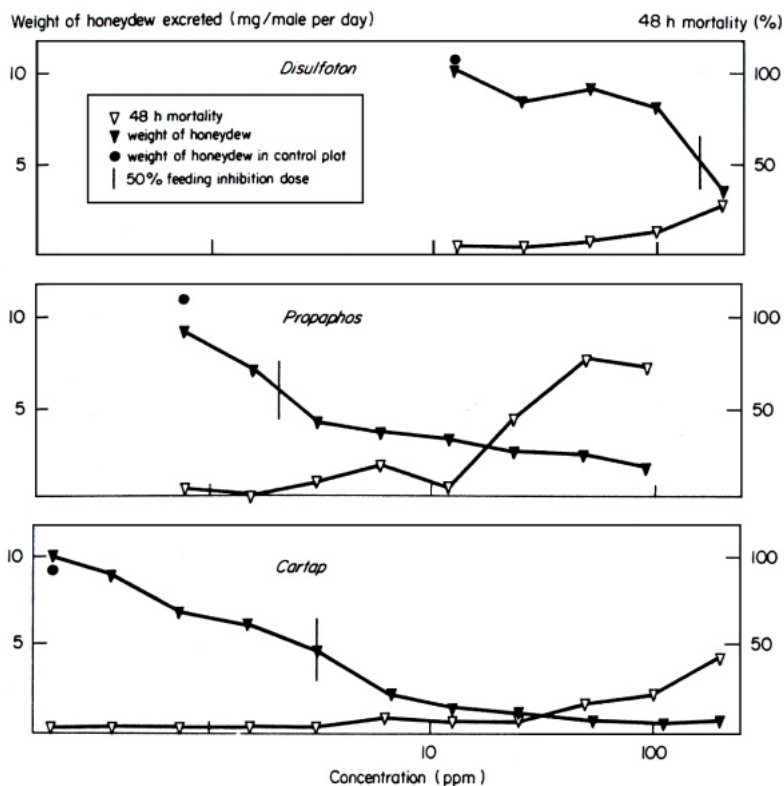 Weight of honeydew excreted (mg/male per day) 48 h mortality (%)
10 Disulfoton 100
48 h mortality
weight of honeydew
weight of honeydew in control plot
50% feeding inhibition dose
5 50
10 Propaphos 100
5 50
10 Cartap 100
5 50
10 100
Concentration (ppm)